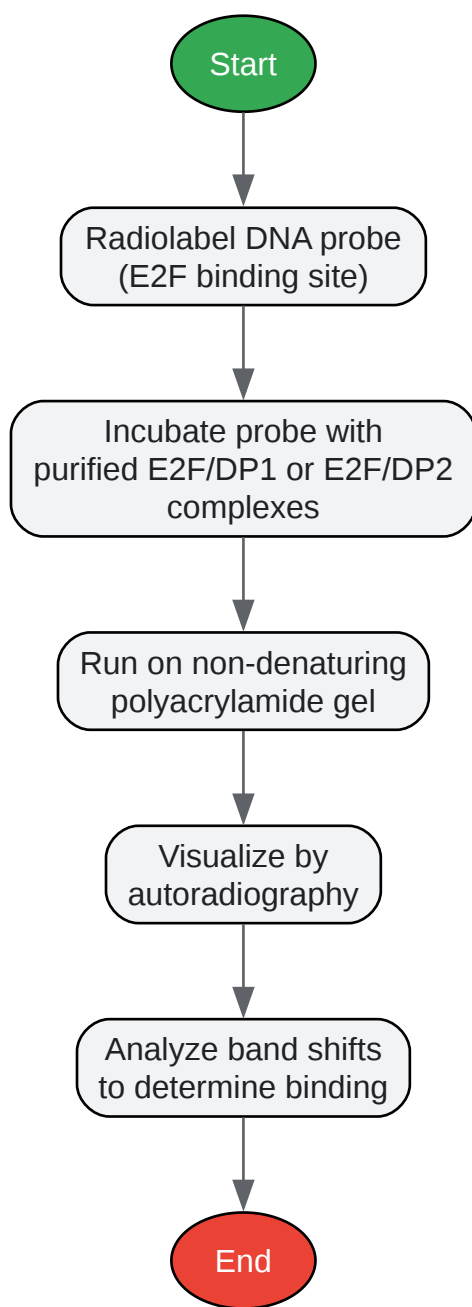 Start
Radiolabel DNA probe
(E2F binding site)
Incubate probe with
purified E2F/DP1 or E2F/DP2
complexes
Run on non-denaturing
polyacrylamide gel
Visualize by
autoradiography
Analyze band shifts
to determine binding
End